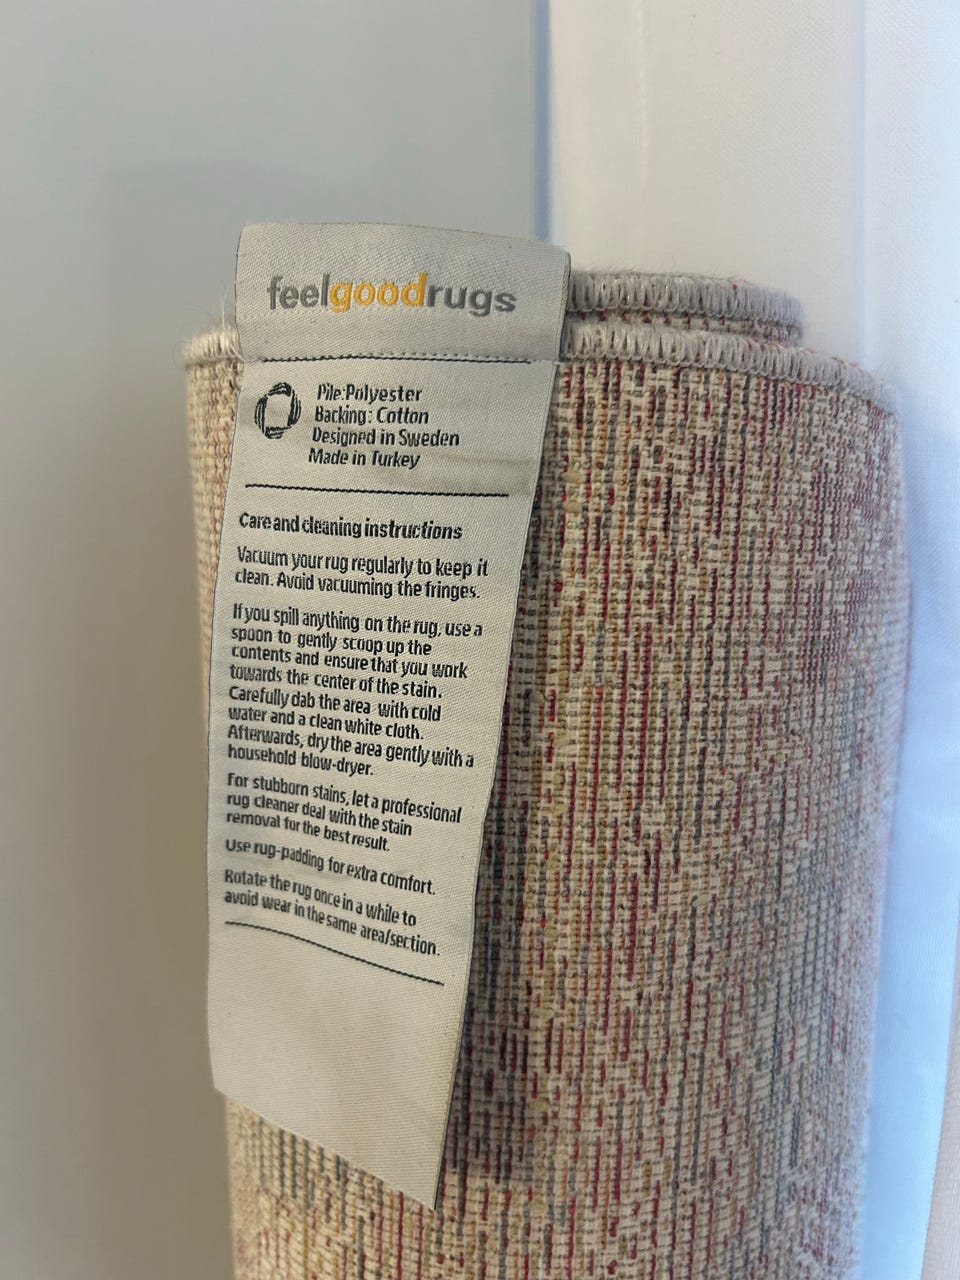 feelgoodrugs
Pile:Polyester
Backing: Cotton
Designed in Sweden
Made in Turkey
Care and cleaning instructions
Vacuum your rug regularly to keep it
clean. Avoid vacuuming the fringes.
If you spill anything on the rug, use a
spoon to gently scoop up the
contents and ensure that you work
towards the center of the stain.
Carefully dab the area with cold
water and a clean white cloth.
Afterwards, dry the area gently with a
household blow-dryer.
For stubborn stains, let a professional
rug cleaner deal with the stain
removal for the best result.
Use rug-padding for extra comfort.
Rotate the rug once in a while to
avoid wear in the same area/section.